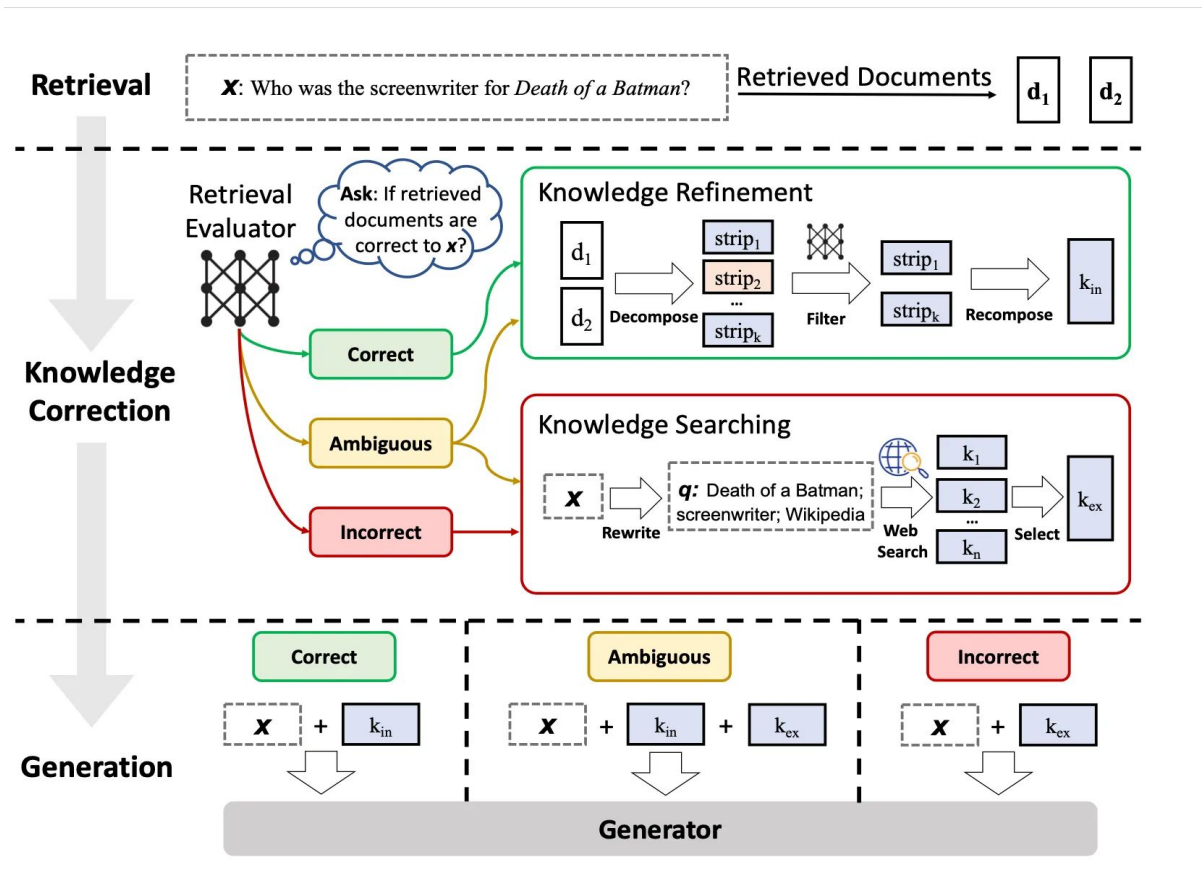 Retrieval
x: Who was the screenwriter for Death of a Batman?
Retrieved Documents
d1
d2
Retrieval
Evaluator
Ask: If retrieved
documents are
correct to x?
Correct
Ambiguous
Incorrect
Knowledge
Correction
Knowledge Refinement
d1
d2
Decompose
strip1
strip2
...
stripk
Filter
strip1
stripk
Recompose
kin
Knowledge Searching
x
Rewrite
q: Death of a Batman;
screenwriter; Wikipedia
Web
Search
k1
k2
...
kn
Select
kex
Generation
Correct
x + kin
Ambiguous
x + kin + kex
Incorrect
x + kex
Generator